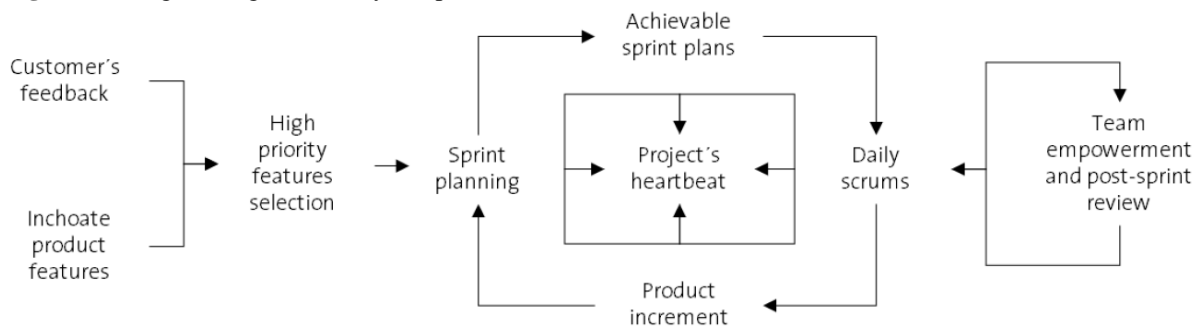 Customer´s
feedback
Inchoate
product
features
High
priority
features
selection
Sprint
planning
Achievable
sprint plans
Project´s
heartbeat
Daily
scrums
Product
increment
Team
empowerment
and post-sprint
review